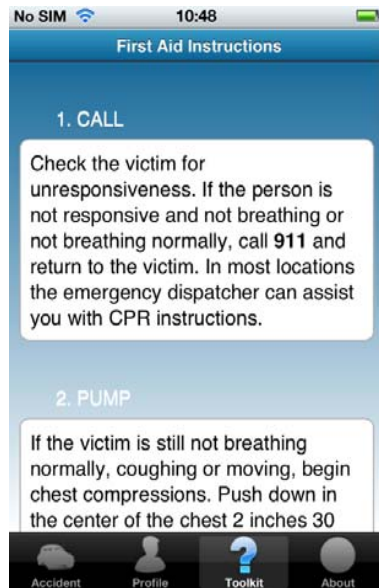 No SIM 10:48
First Aid Instructions
1. CALL
Check the victim for
unresponsiveness. If the person is
not responsive and not breathing or
not breathing normally, call 911 and
return to the victim. In most locations
the emergency dispatcher can assist
you with CPR instructions.
2. PUMP
If the victim is still not breathing
normally, coughing or moving, begin
chest compressions. Push down in
the center of the chest 2 inches 30
Accident Profile Toolkit About